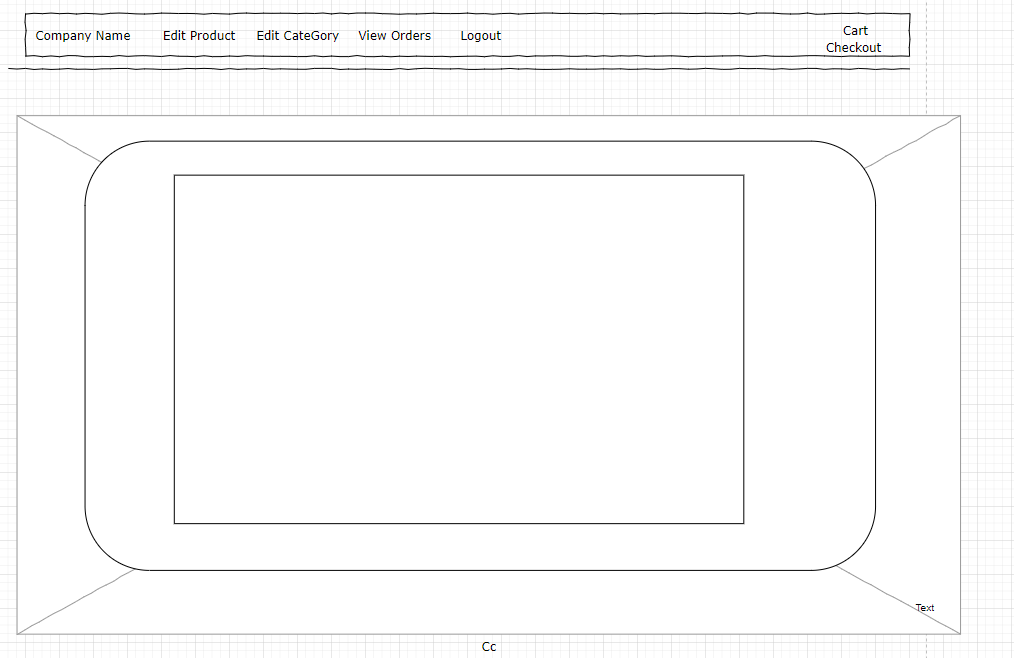 Company Name Edit Product Edit CateGory View Orders Logout
Cart
Checkout
Text
Cc